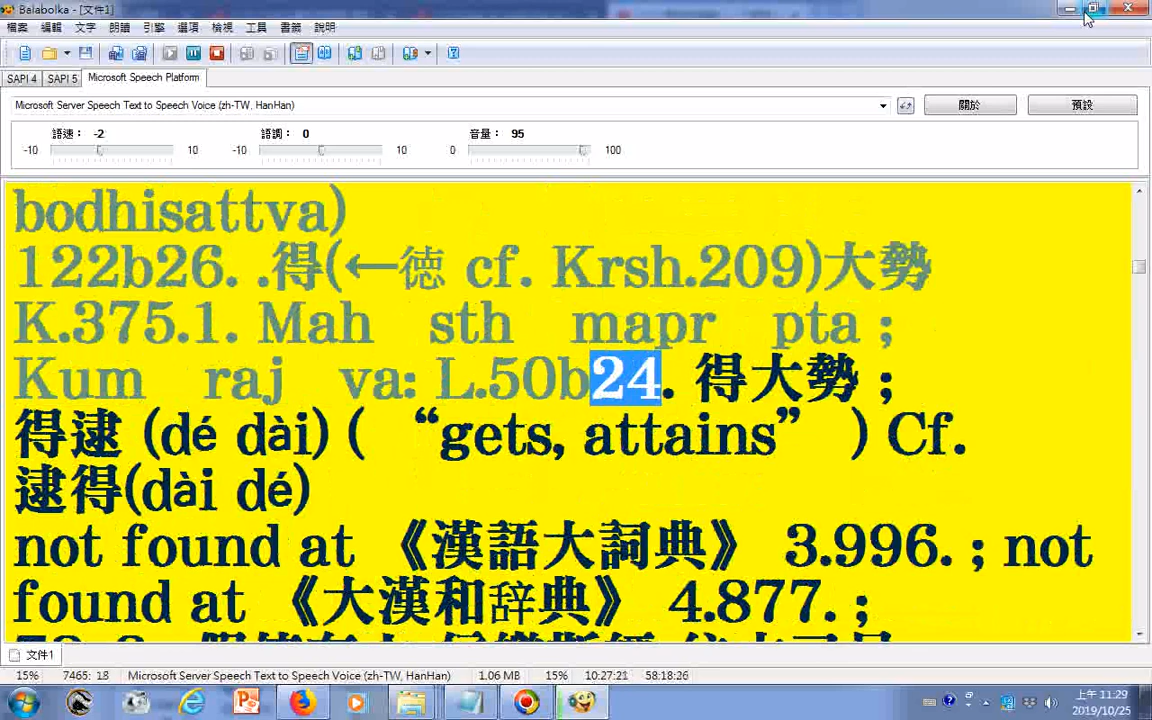 Balabolka - [文件1]
檔案 編輯 文字 朗讀 引擎 選項 檢視 工具 書籤 說明
SAPI 4 SAPI 5 Microsoft Speech Platform
Microsoft Server Speech Text to Speech Voice (zh-TW, HanHan) 關於 預設
語速： -2 語調： 0 音量： 95
-10 10 -10 10 0 100
bodhisattva)
122b26. .得(←徳 cf. Krsh.209)大勢
K.375.1. Mah sth mapr pta ;
Kum raj va: L.50b24. 得大勢 ;
得逮 (dé dài) ( “gets, attains” ) Cf.
逮得(dài dé)
not found at 《漢語大詞典》 3.996. ; not
found at 《大漢和辞典》 4.877. ;
文件1
15% 7465: 18 Microsoft Server Speech Text to Speech Voice (zh-TW, HanHan) 1.06 MB 15% 10:27:21 58:18:26
上午 11:29
2019/10/25